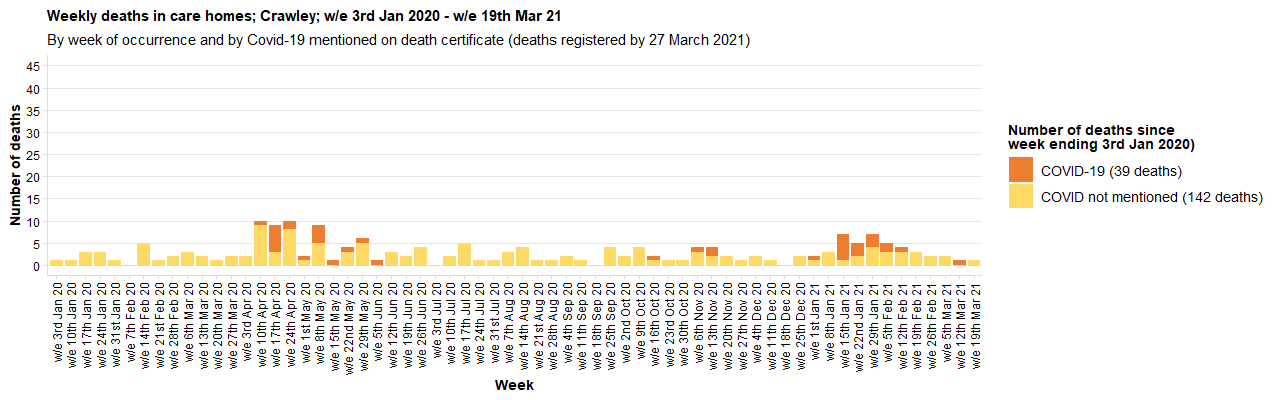 Weekly deaths in care homes; Crawley; w/e 3rd Jan 2020 - w/e 19th Mar 21
By week of occurrence and by Covid-19 mentioned on death certificate (deaths registered by 27 March 2021)
Number of deaths
45
40
35
30
25
20
15
10
5
0
w/e 3rd Jan 20
w/e 10th Jan 20
w/e 17th Jan 20
w/e 24th Jan 20
w/e 31st Jan 20
w/e 7th Feb 20
w/e 14th Feb 20
w/e 21st Feb 20
w/e 28th Feb 20
w/e 6th Mar 20
w/e 13th Mar 20
w/e 20th Mar 20
w/e 27th Mar 20
w/e 3rd Apr 20
w/e 10th Apr 20
w/e 17th Apr 20
w/e 24th Apr 20
w/e 1st May 20
w/e 8th May 20
w/e 15th May 20
w/e 22nd May 20
w/e 29th May 20
w/e 5th Jun 20
w/e 12th Jun 20
w/e 19th Jun 20
w/e 26th Jun 20
w/e 3rd Jul 20
w/e 10th Jul 20
w/e 17th Jul 20
w/e 24th Jul 20
w/e 31st Jul 20
w/e 7th Aug 20
w/e 14th Aug 20
w/e 21st Aug 20
w/e 28th Aug 20
w/e 4th Sep 20
w/e 11th Sep 20
w/e 18th Sep 20
w/e 25th Sep 20
w/e 2nd Oct 20
w/e 9th Oct 20
w/e 16th Oct 20
w/e 23rd Oct 20
w/e 30th Oct 20
w/e 6th Nov 20
w/e 13th Nov 20
w/e 20th Nov 20
w/e 27th Nov 20
w/e 4th Dec 20
w/e 11th Dec 20
w/e 18th Dec 20
w/e 25th Dec 20
w/e 1st Jan 21
w/e 8th Jan 21
w/e 15th Jan 21
w/e 22nd Jan 21
w/e 29th Jan 21
w/e 5th Feb 21
w/e 12th Feb 21
w/e 19th Feb 21
w/e 26th Feb 21
w/e 5th Mar 21
w/e 12th Mar 21
w/e 19th Mar 21
Week
Number of deaths since
week ending 3rd Jan 2020)
COVID-19 (39 deaths)
COVID not mentioned (142 deaths)